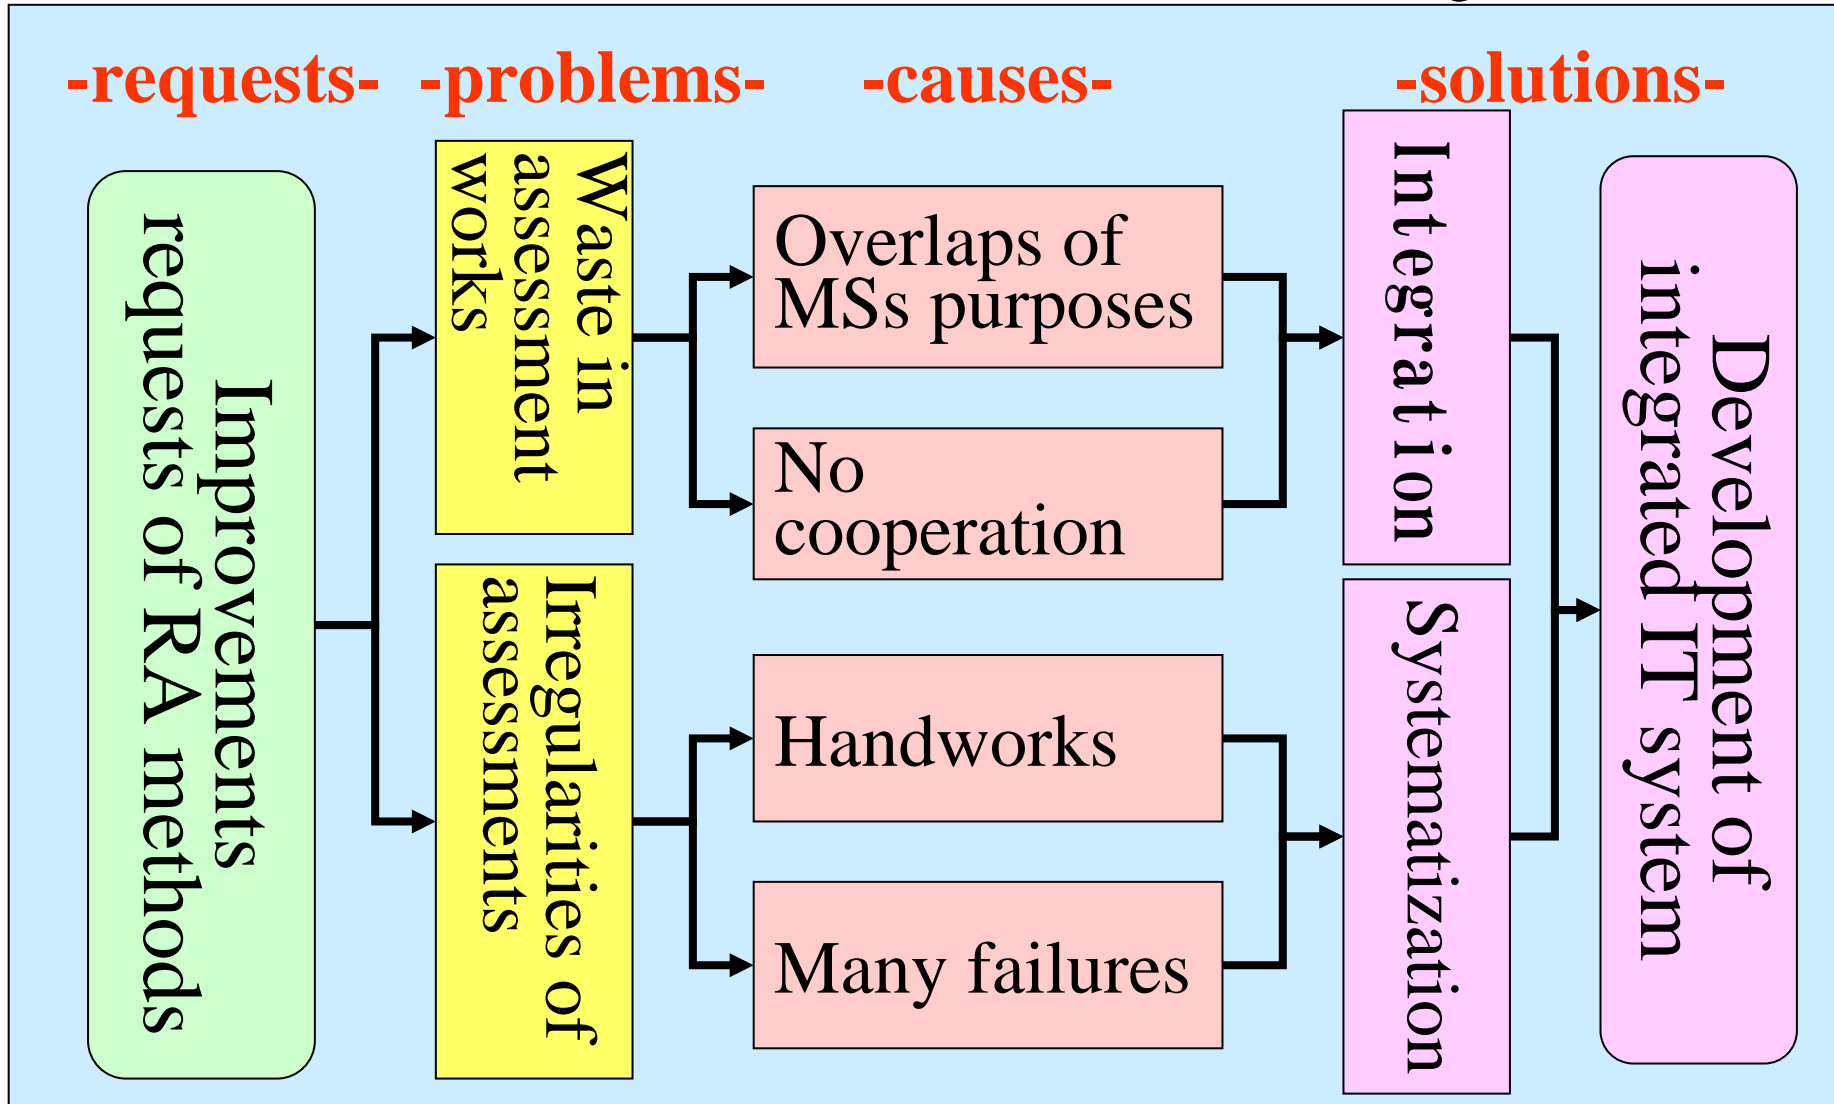 -requests-
-problems-
-causes-
-solutions-
Improvements
requests of RA methods
Waste in
assessment
works
Irregularities of
assessments
Overlaps of
MSs purposes
No
cooperation
Handworks
Many failures
Integration
Systematization
Development of
integrated IT system